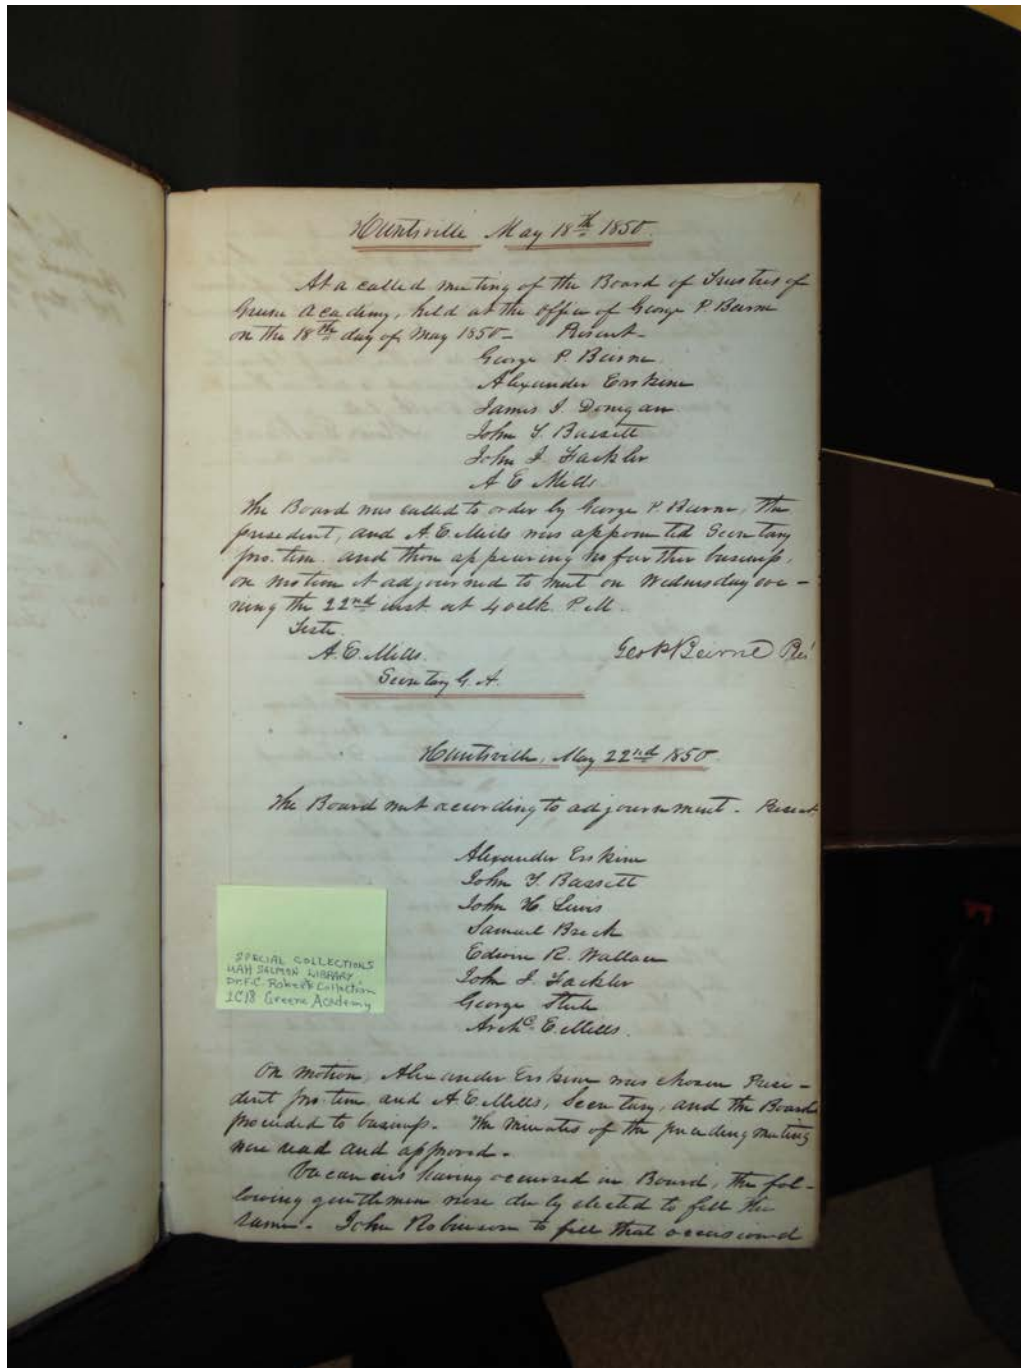 Huntsville May 18th 1850.
At a called meeting of the Board of Trustees of
Greene Academy, held at the office of George P. Beirne
on the 18th day of May 1850 – Present –
George P. Beirne
Alexander Erskine
James I. Donegan
John Y. Bassett
John I. Fackler
A E Mills
The Board was called to order by George P. Beirne, the
president, and A. E. Mills was appointed Secretary
pro. tem. and then appearing no further business,
on motion it adjourned to meet on Wednesday eve-
ning the 22nd inst at 4 oclk. P.M.
Teste.
A. E. Mills. Geo P Beirne
Secretary G. A.
Huntsville, May 22nd 1850.
The Board met according to adjournment – Present.
Alexander Erskine
John Y. Bassett
John H. Lewis
Samuel Breck
Edwin R. Wallace
John I. Fackler
George Steele
Archd. E. Mills.
SPECIAL COLLECTIONS
UAH SALMON LIBRARY
Dr. F.C. Roberts Collection
1C18 Greene Academy
On motion, Alexander Erskine was chosen Presi-
dent pro. tem. and A. E. Mills, Secretary, and the Board
proceeded to business. The minutes of the preceding meeting
were read and approved –
Vacancies having occurred in Board, the fol-
lowing gentlemen were duly elected to fill the
same – John Robinson to fill that occasioned